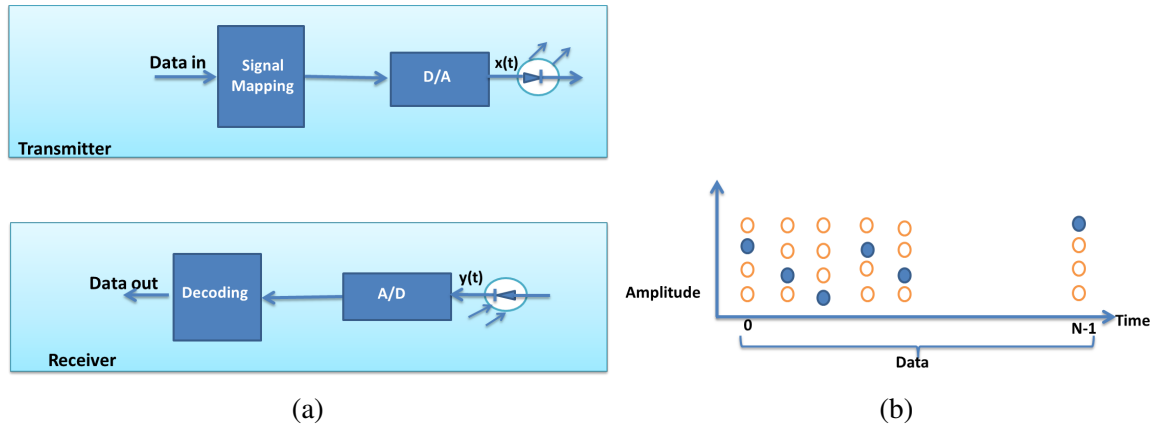 Data in
Signal
Mapping
D/A
x(t)
Transmitter
Data out
Decoding
A/D
y(t)
Receiver
(a)
Amplitude
0
N-1
Time
Data
(b)